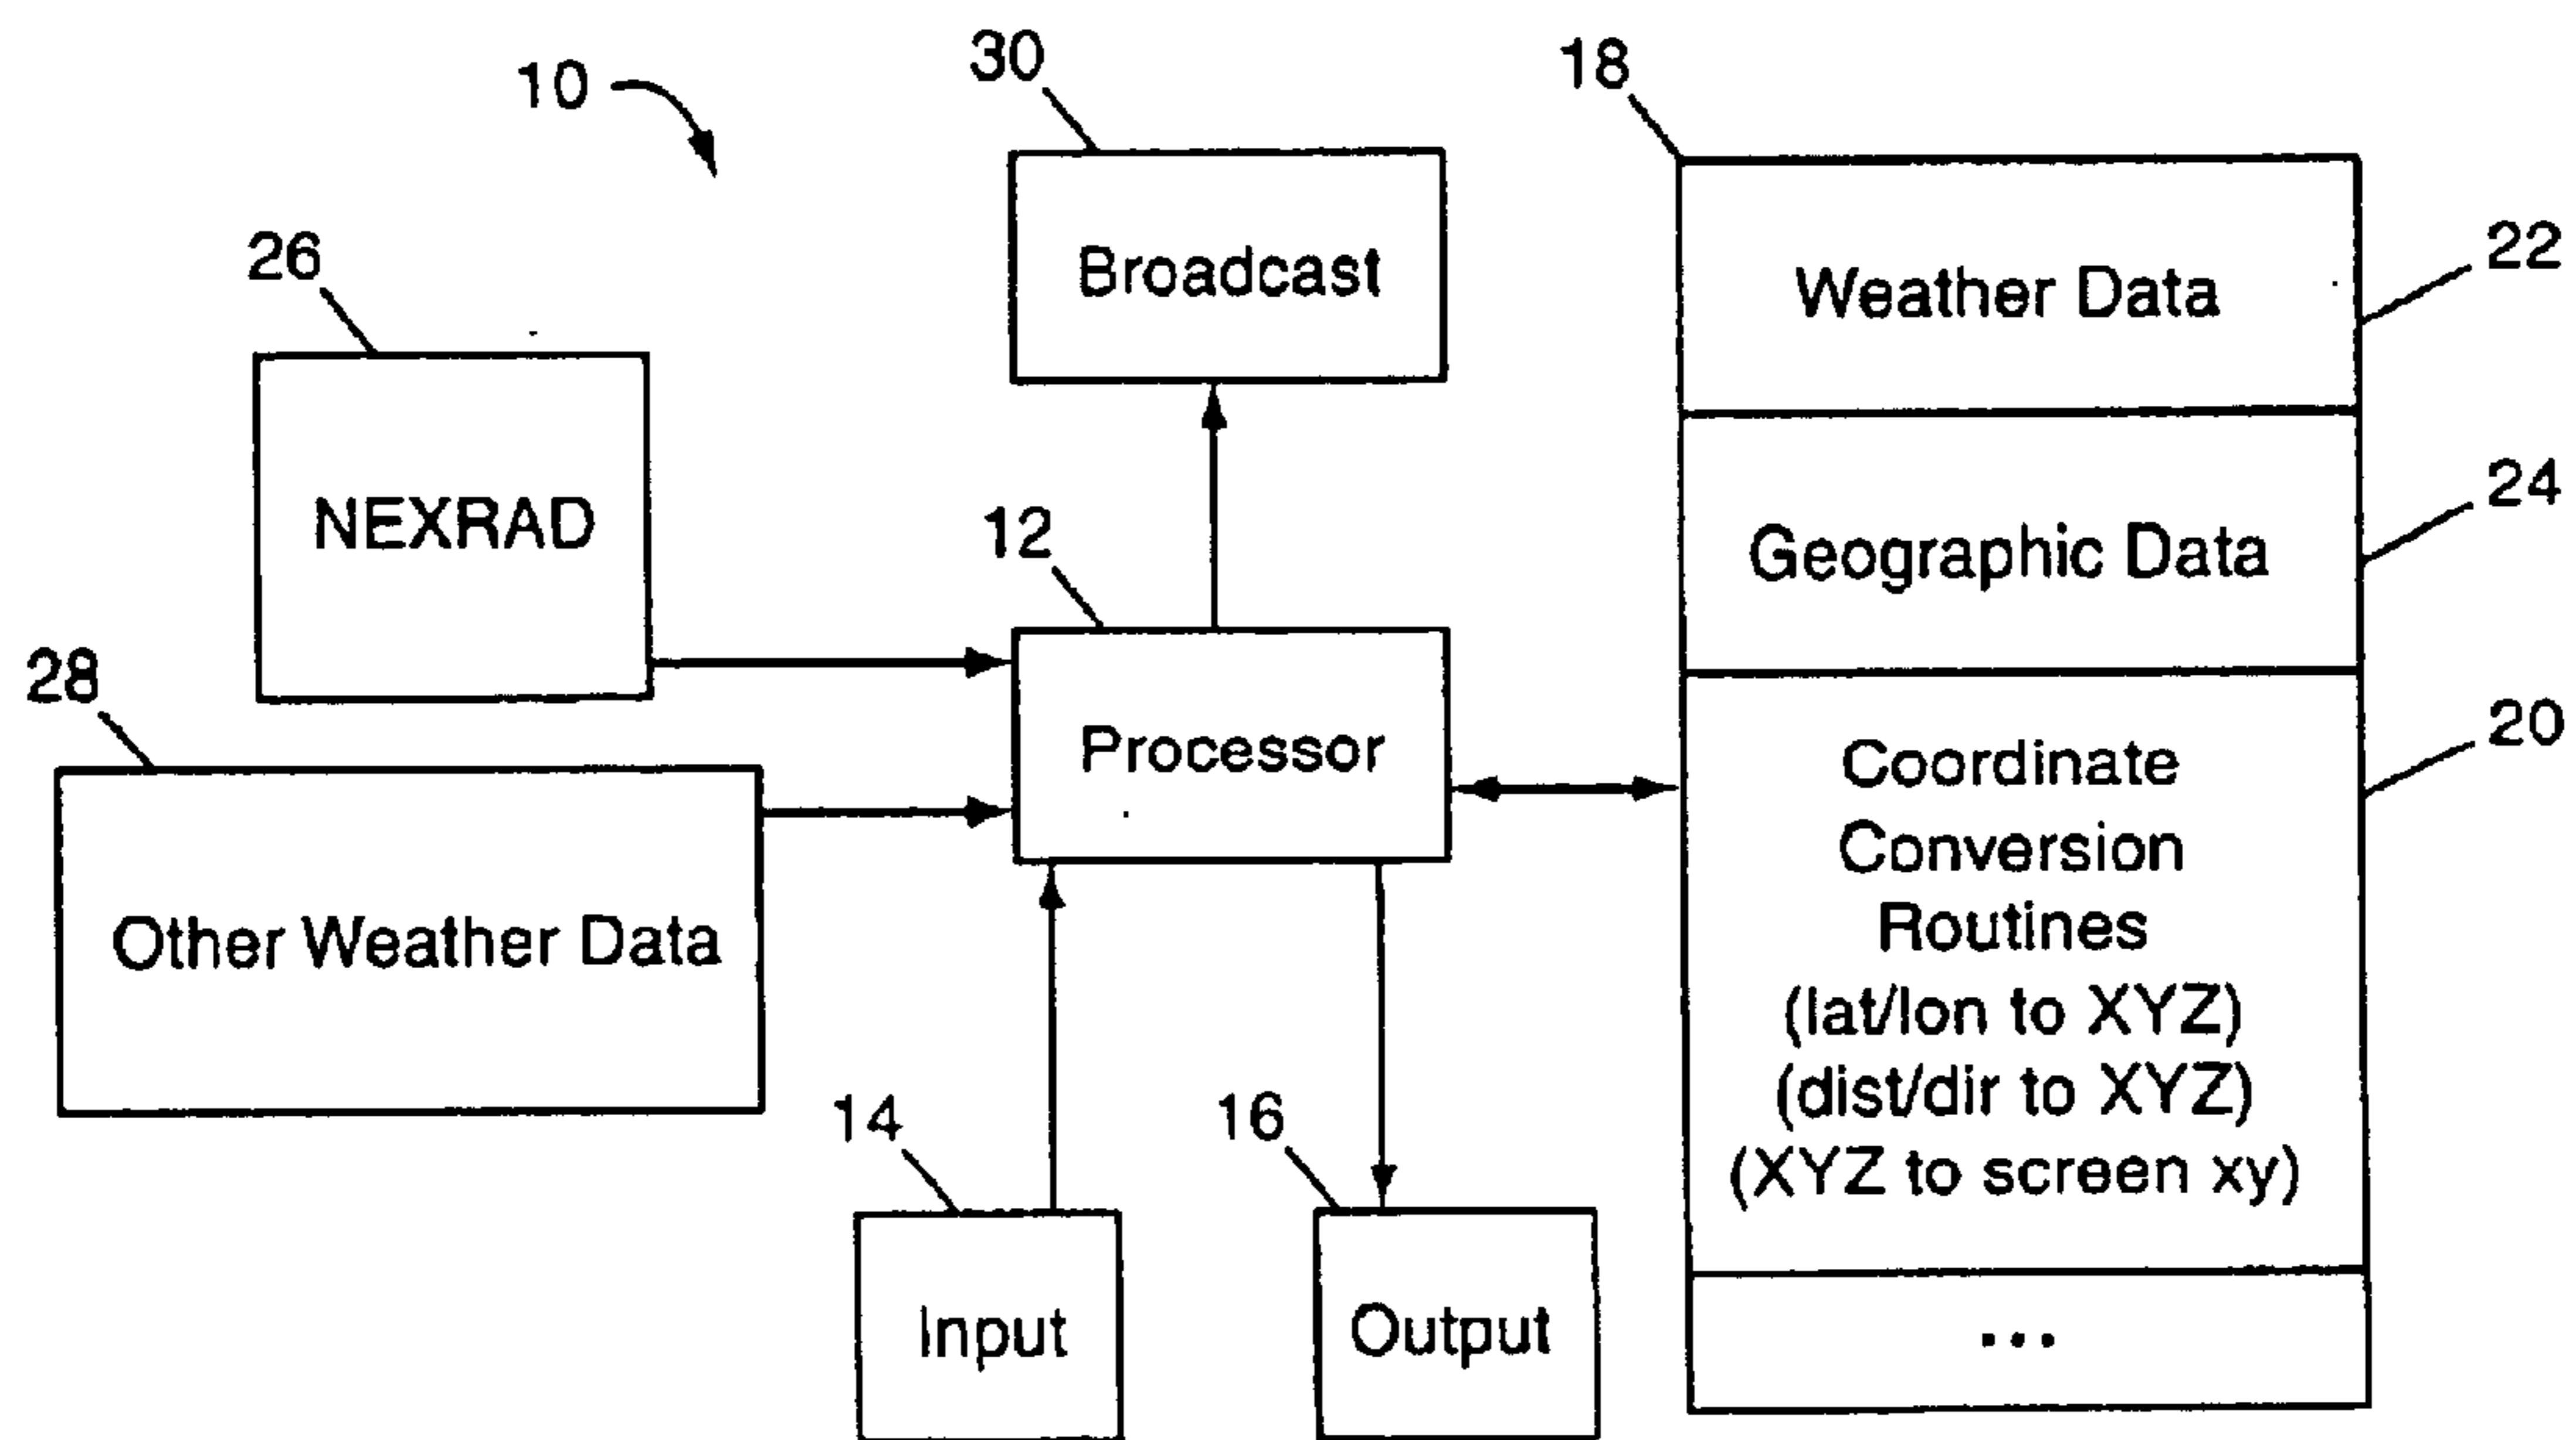 10
30
18
26
Broadcast
Weather Data
22
NEXRAD
12
Geographic Data
24
28
Processor
Coordinate
Conversion
Routines
(lat/lon to XYZ)
(dist/dir to XYZ)
(XYZ to screen xy)
20
Other Weather Data
14
16
Input
Output
...